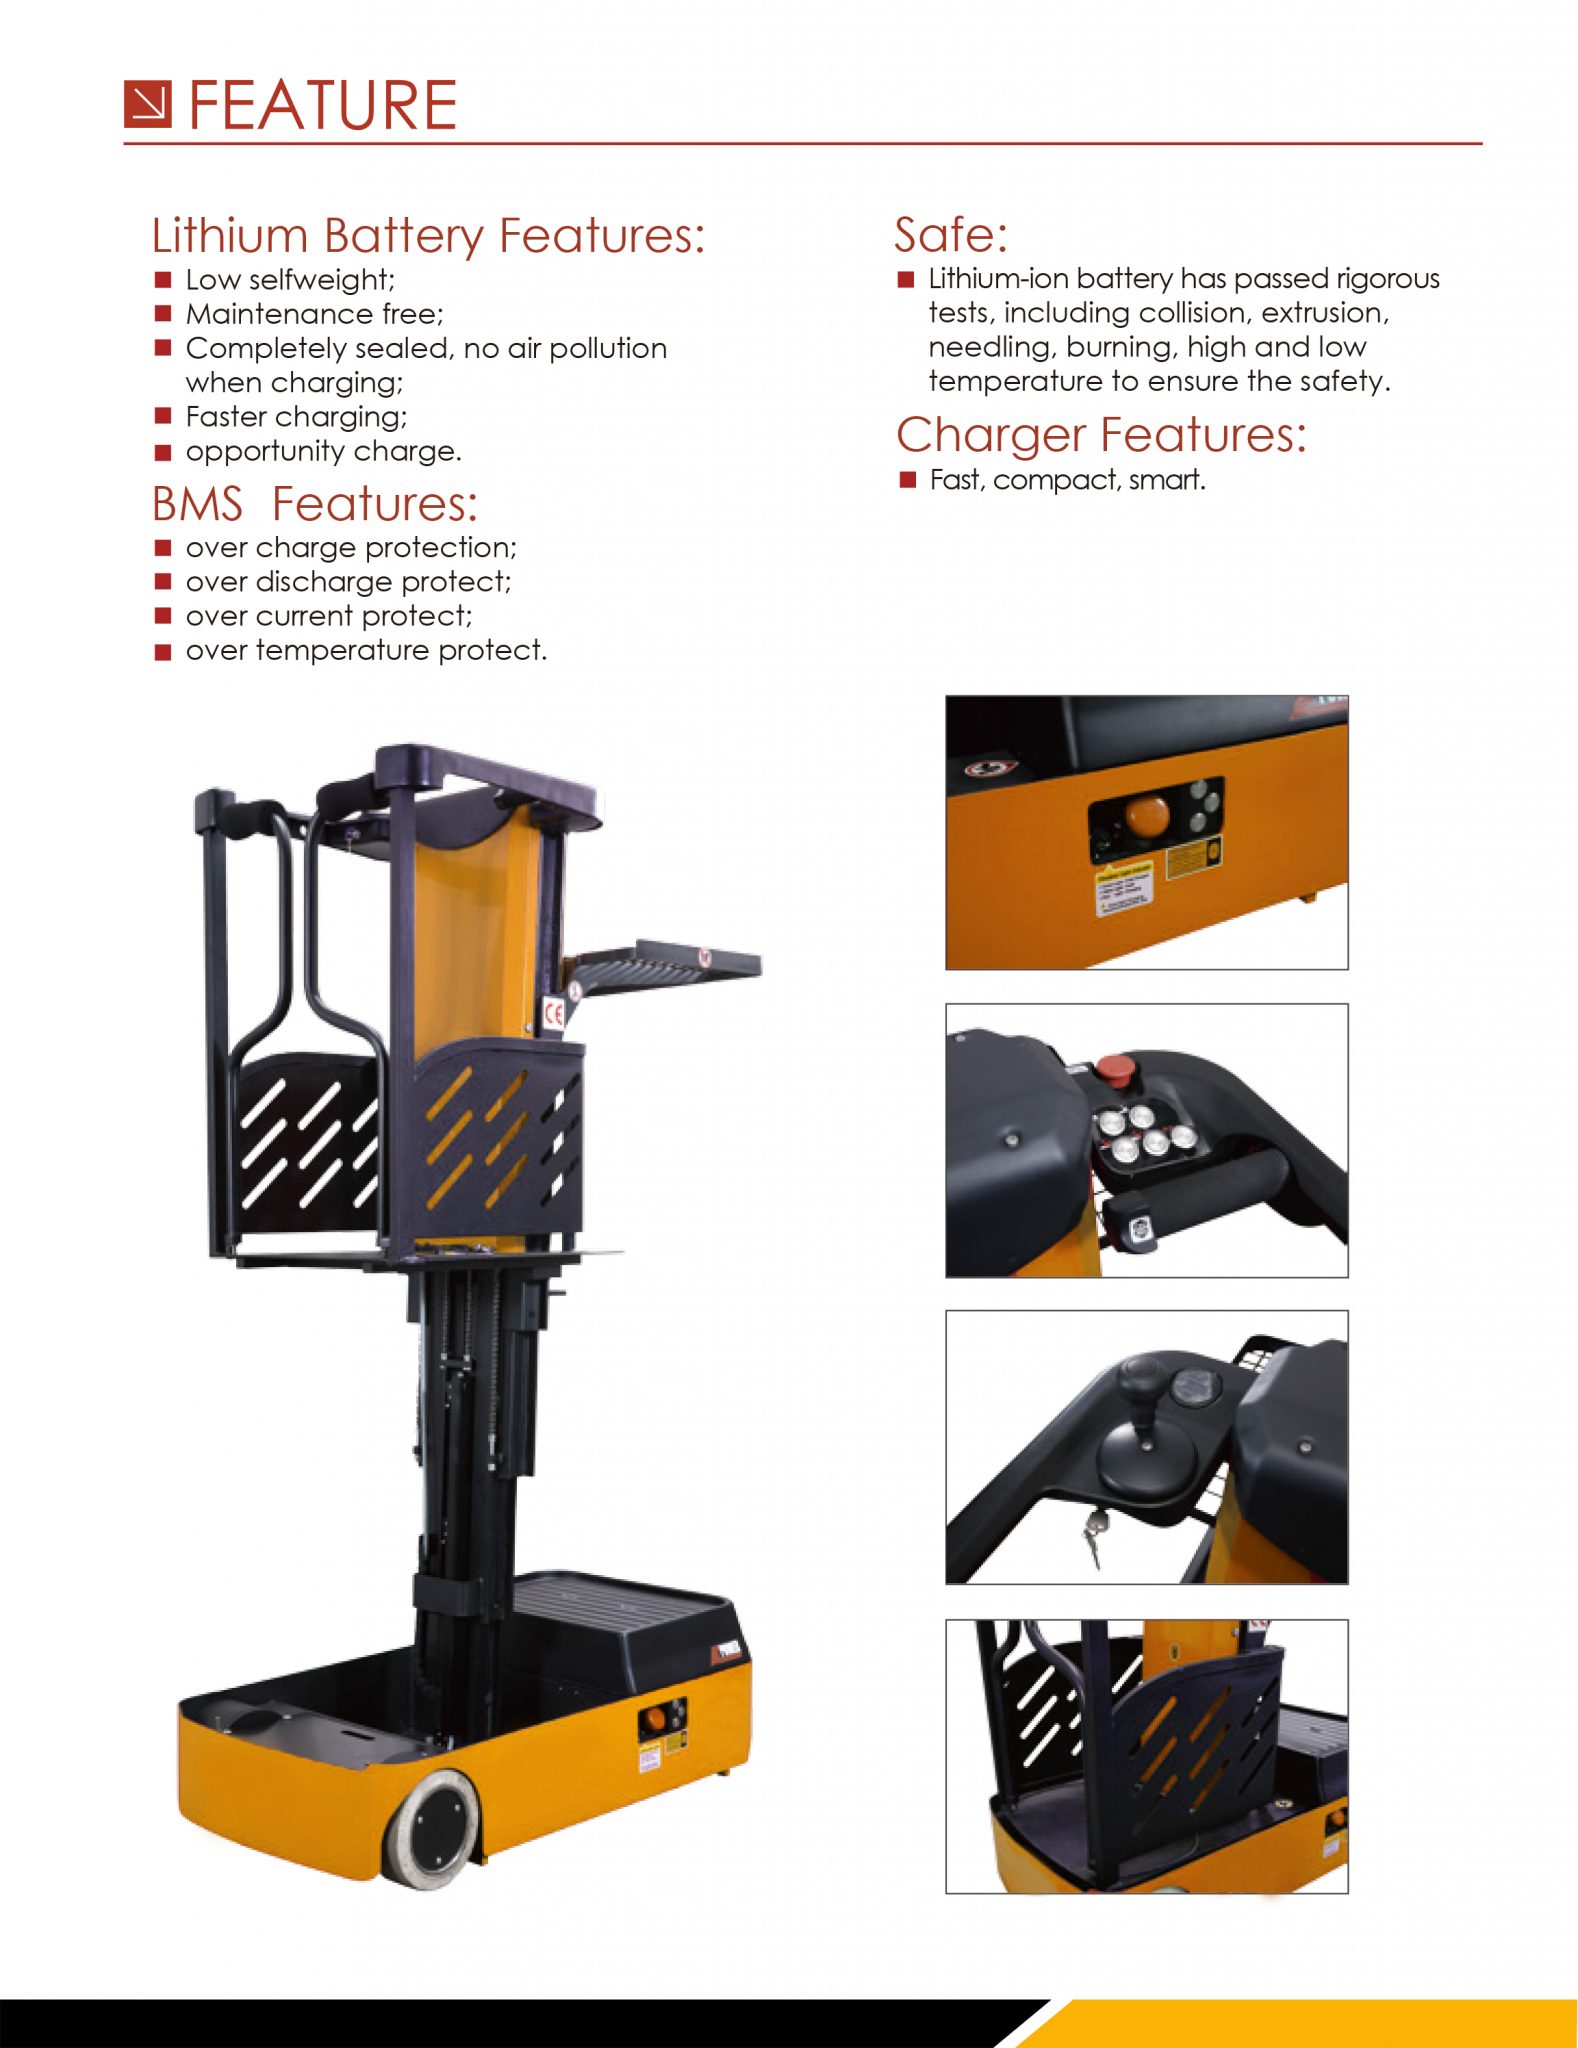 FEATURE
Lithium Battery Features:
Low selfweight;
Maintenance free;
Completely sealed, no air pollution
when charging;
Faster charging;
opportunity charge.
BMS Features:
over charge protection;
over discharge protect;
over current protect;
over temperature protect.
Safe:
Lithium-ion battery has passed rigorous
tests, including collision, extrusion,
needling, burning, high and low
temperature to ensure the safety.
Charger Features:
Fast, compact, smart.
CE